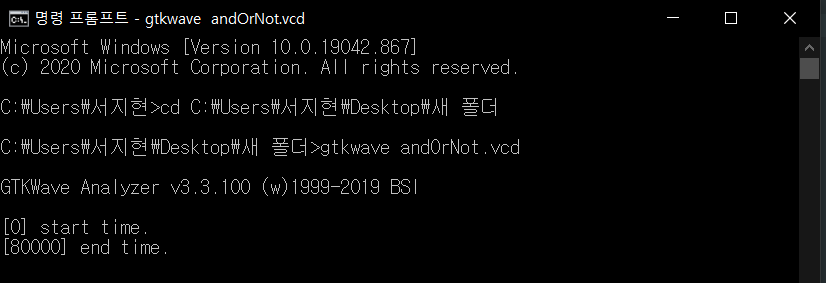 명령 프롬프트 - gtkwave andOrNot.vcd
Microsoft Windows [Version 10.0.19042.867]
(c) 2020 Microsoft Corporation. All rights reserved.
C:₩Users₩서지현>cd C:₩Users₩서지현₩Desktop₩새 폴더
C:₩Users₩서지현₩Desktop₩새 폴더>gtkwave andOrNot.vcd
GTKWave Analyzer v3.3.100 (w)1999-2019 BSI
[0] start time.
[80000] end time.